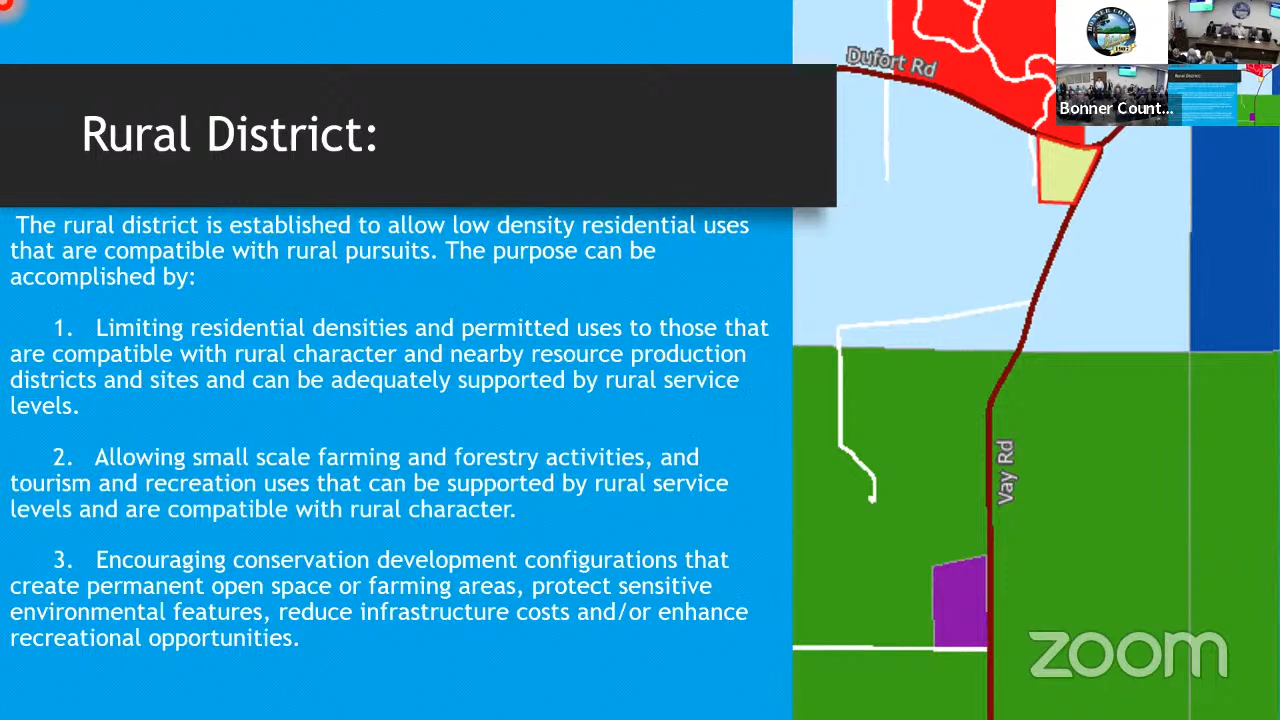 Rural District:
The rural district is established to allow low density residential uses
that are compatible with rural pursuits. The purpose can be
accomplished by:
1. Limiting residential densities and permitted uses to those that
are compatible with rural character and nearby resource production
districts and sites and can be adequately supported by rural service
levels.
2. Allowing small scale farming and forestry activities, and
tourism and recreation uses that can be supported by rural service
levels and are compatible with rural character.
3. Encouraging conservation development configurations that
create permanent open space or farming areas, protect sensitive
environmental features, reduce infrastructure costs and/or enhance
recreational opportunities.
Dufort Rd
Vay Rd
Bonner Count...
zoom